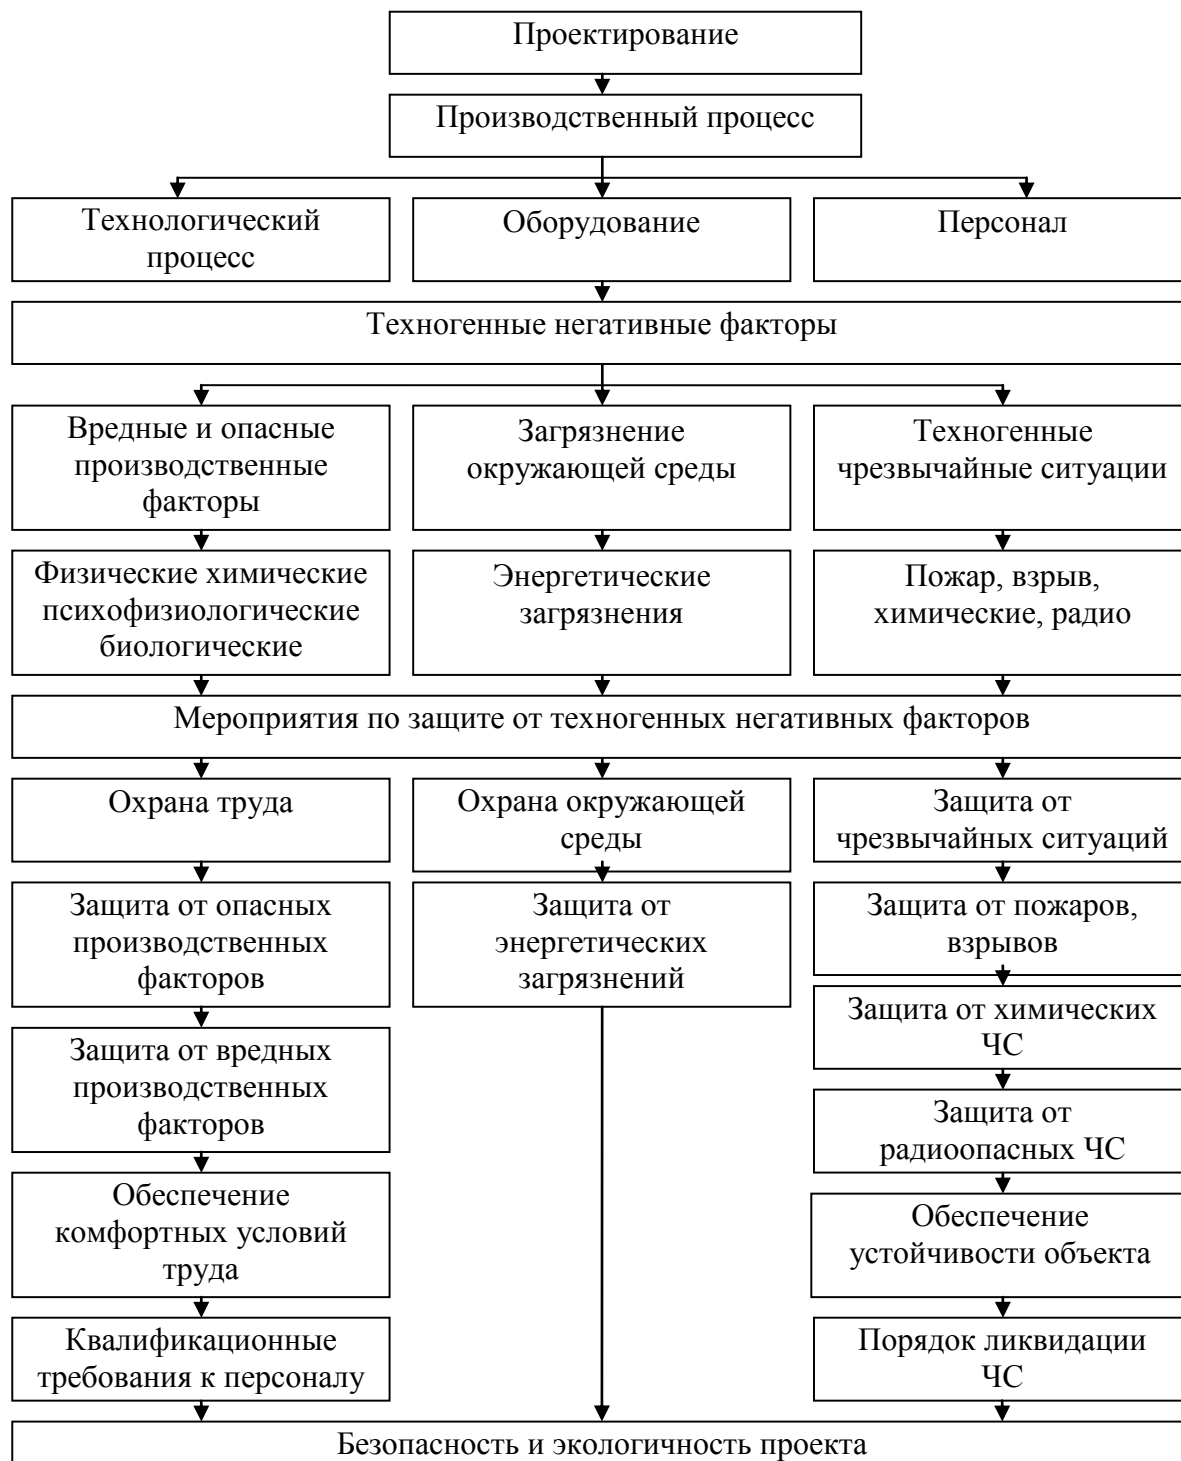 Проектирование
Производственный процесс
Технологический
процесс
Оборудование
Персонал
Техногенные негативные факторы
Вредные и опасные
производственные
факторы
Загрязнение
окружающей среды
Техногенные
чрезвычайные ситуации
Физические химические
психофизиологические
биологические
Энергетические
загрязнения
Пожар, взрыв,
химические, радио
Мероприятия по защите от техногенных негативных факторов
Охрана труда
Охрана окружающей
среды
Защита от
чрезвычайных ситуаций
Защита от опасных
производственных
факторов
Защита от
энергетических
загрязнений
Защита от пожаров,
взрывов
Защита от химических
ЧС
Защита от вредных
производственных
факторов
Защита от
радиоопасных ЧС
Обеспечение
комфортных условий
труда
Обеспечение
устойчивости объекта
Квалификационные
требования к персоналу
Порядок ликвидации
ЧС
Безопасность и экологичность проекта